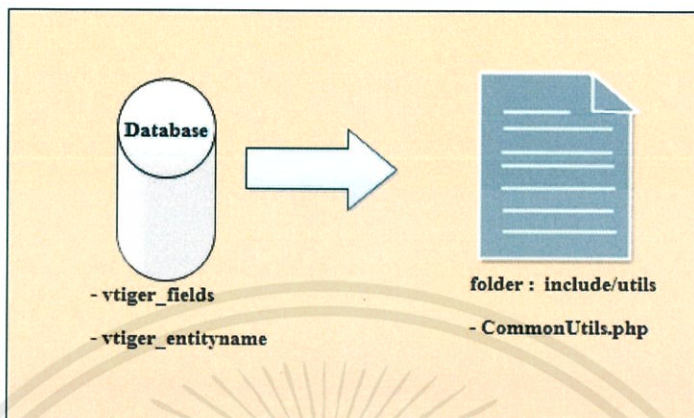 Database
- vtiger_fields
- vtiger_entityname
folder : include/utils
- CommonUtils.php